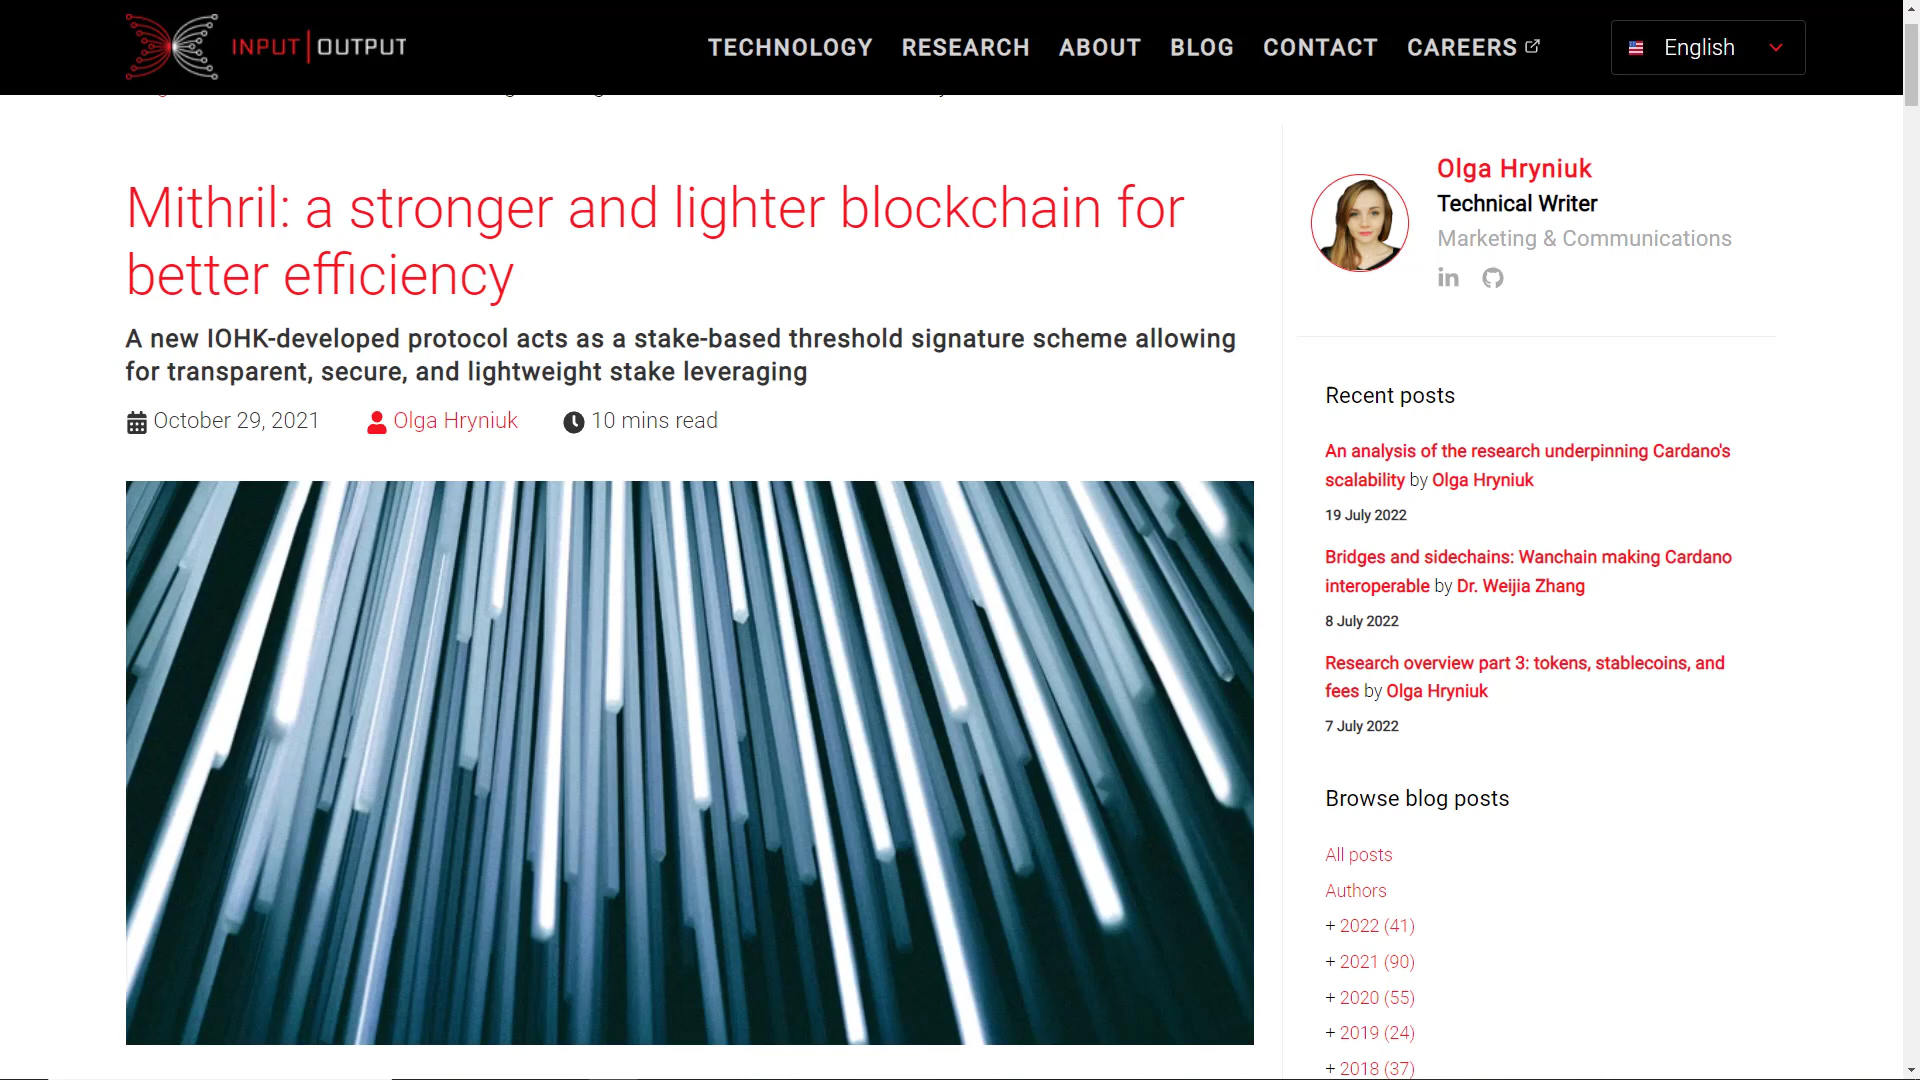 INPUT | OUTPUT
TECHNOLOGY RESEARCH ABOUT BLOG CONTACT CAREERS
English
Mithril: a stronger and lighter blockchain for
better efficiency
A new IOHK-developed protocol acts as a stake-based threshold signature scheme allowing
for transparent, secure, and lightweight stake leveraging
October 29, 2021 Olga Hryniuk 10 mins read
Olga Hryniuk
Technical Writer
Marketing & Communications
Recent posts
An analysis of the research underpinning Cardano's
scalability by Olga Hryniuk
19 July 2022
Bridges and sidechains: Wanchain making Cardano
interoperable by Dr. Weijia Zhang
8 July 2022
Research overview part 3: tokens, stablecoins, and
fees by Olga Hryniuk
7 July 2022
Browse blog posts
All posts
Authors
+ 2022 (41)
+ 2021 (90)
+ 2020 (55)
+ 2019 (24)
+ 2018 (37)